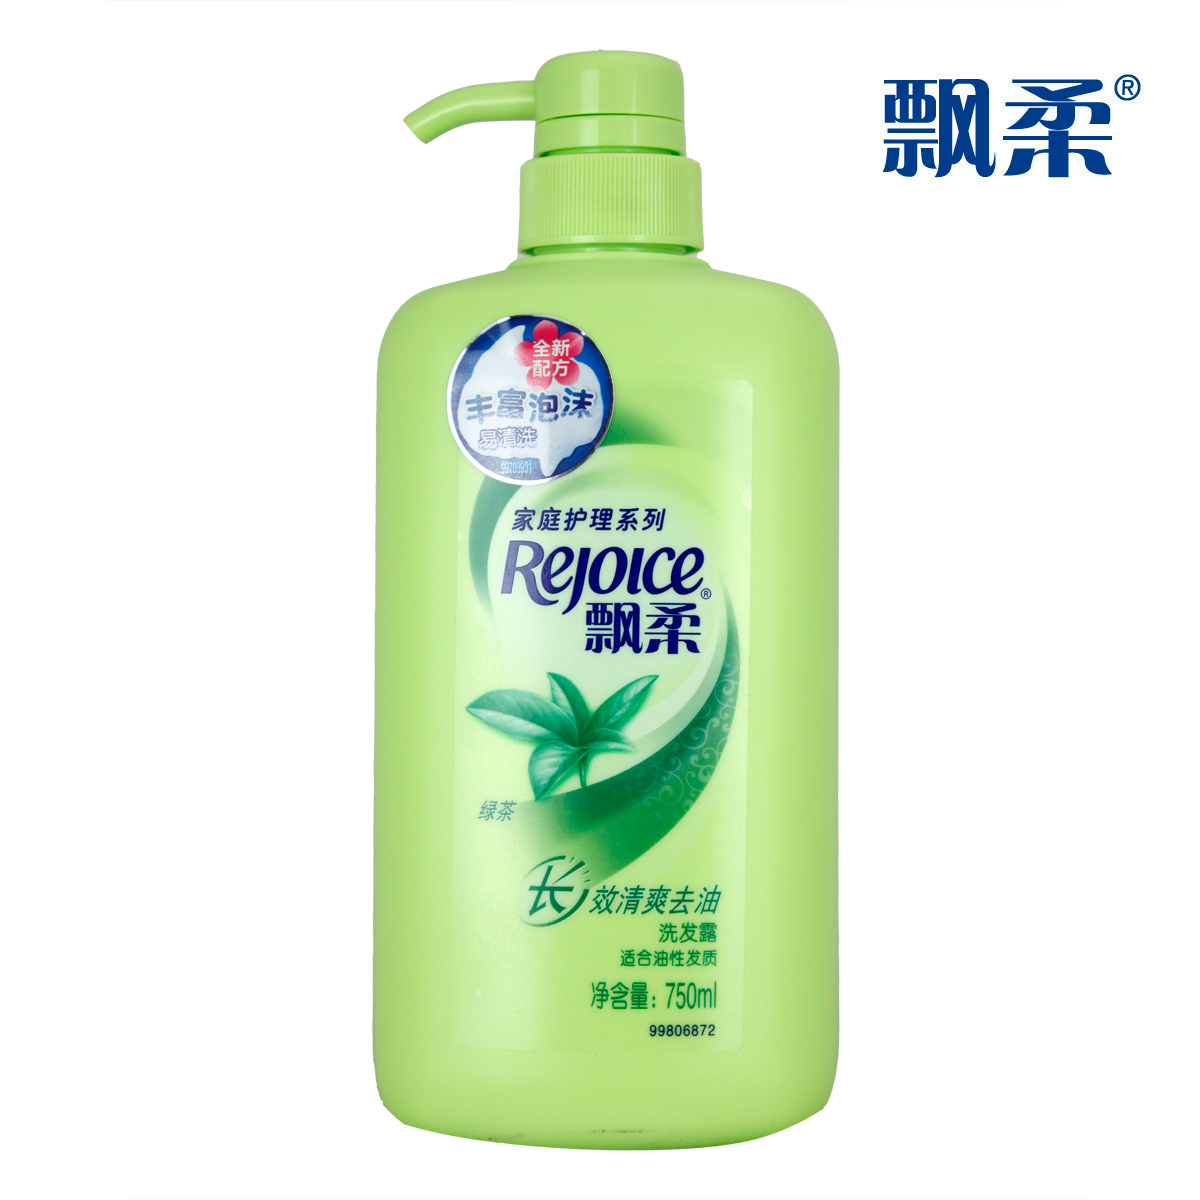 飘柔®
全新
配方
丰富泡沫
易清洗
99703931
家庭护理系列
Rejoice®
飘柔
绿茶
长效清爽去油
洗发露
适合油性发质
净含量：750ml
99806872